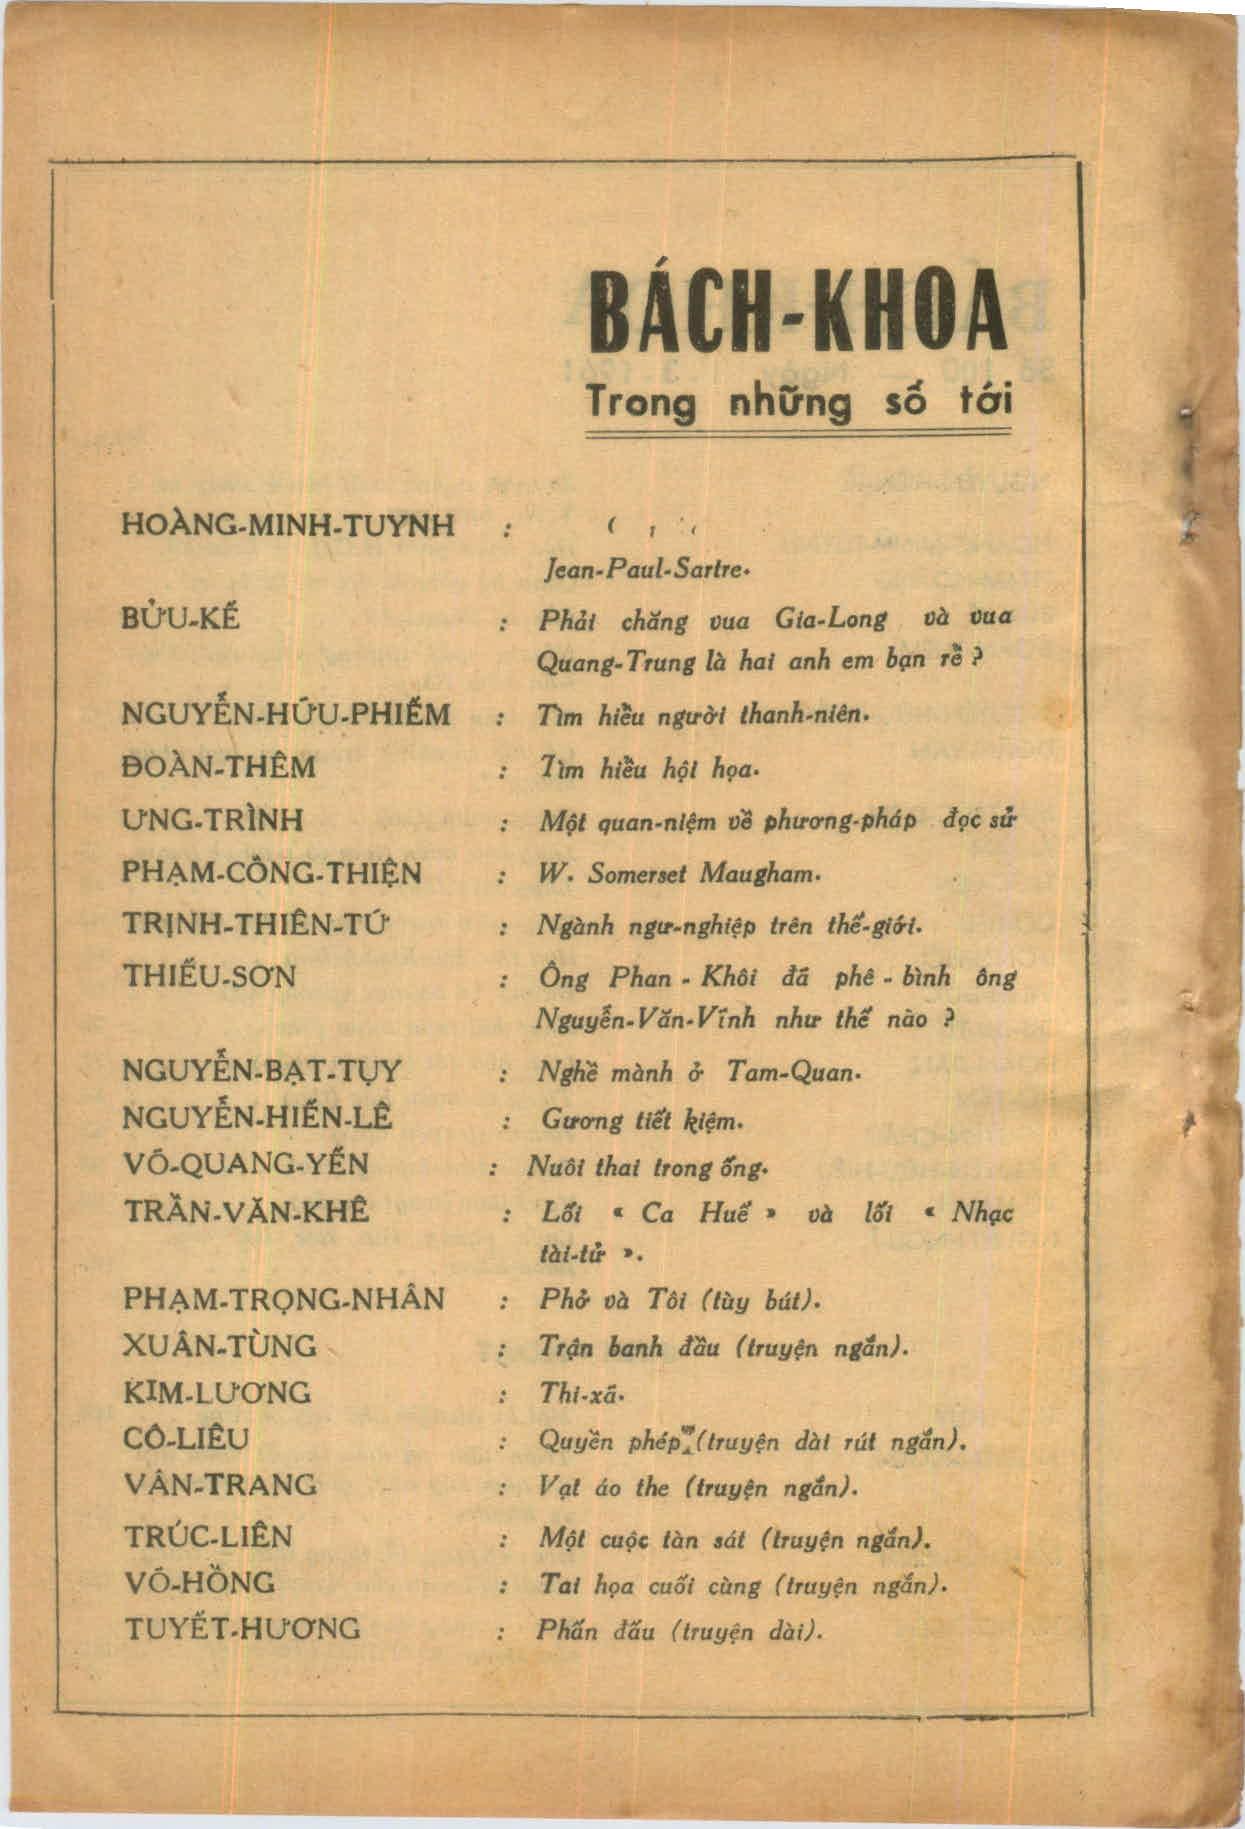 BÁCH-KHOA
Trong những số tới
HOÀNG-MINH-TUYNH :
Jean-Paul-Sartre.
BỬU-KẾ : Phải chăng vua Gia-Long và vua
Quang-Trung là hai anh em bạn rề ?
NGUYỄN-HỮU-PHIẾM : Tìm hiều người thanh-niên.
ĐOÀN-THÊM : Tìm hiều hội họa.
ƯNG-TRÌNH : Một quan-niệm về phương-pháp đọc sử
PHẠM-CÔNG-THIỆN : W. Somerset Maugham.
TRỊNH-THIÊN-TỨ : Ngành ngư-nghiệp trên thế-giới.
THIẾU-SƠN : Ông Phan - Khôi đã phê - bình ông
Nguyễn-Văn-Vĩnh như thế nào ?
NGUYỄN-BẠT-TỤY : Nghề mành ở Tam-Quan.
NGUYỄN-HIẾN-LÊ : Gương tiết kiệm.
VÕ-QUANG-YẾN : Nuôi thai trong ống.
TRẦN-VĂN-KHÊ : Lối « Ca Huế » và lối « Nhạc
tài-tử ».
PHẠM-TRỌNG-NHÂN : Phở và Tôi (tùy bút).
XUÂN-TÙNG : Trận banh đầu (truyện ngắn).
KIM-LƯƠNG : Thi-xã.
CÔ-LIÊU : Quyền phép (truyện dài rút ngắn).
VÂN-TRANG : Vạt áo the (truyện ngắn).
TRÚC-LIÊN : Một cuộc tàn sát (truyện ngắn).
VÕ-HỒNG : Tai họa cuối cùng (truyện ngắn).
TUYẾT-HƯƠNG : Phấn đấu (truyện dài).